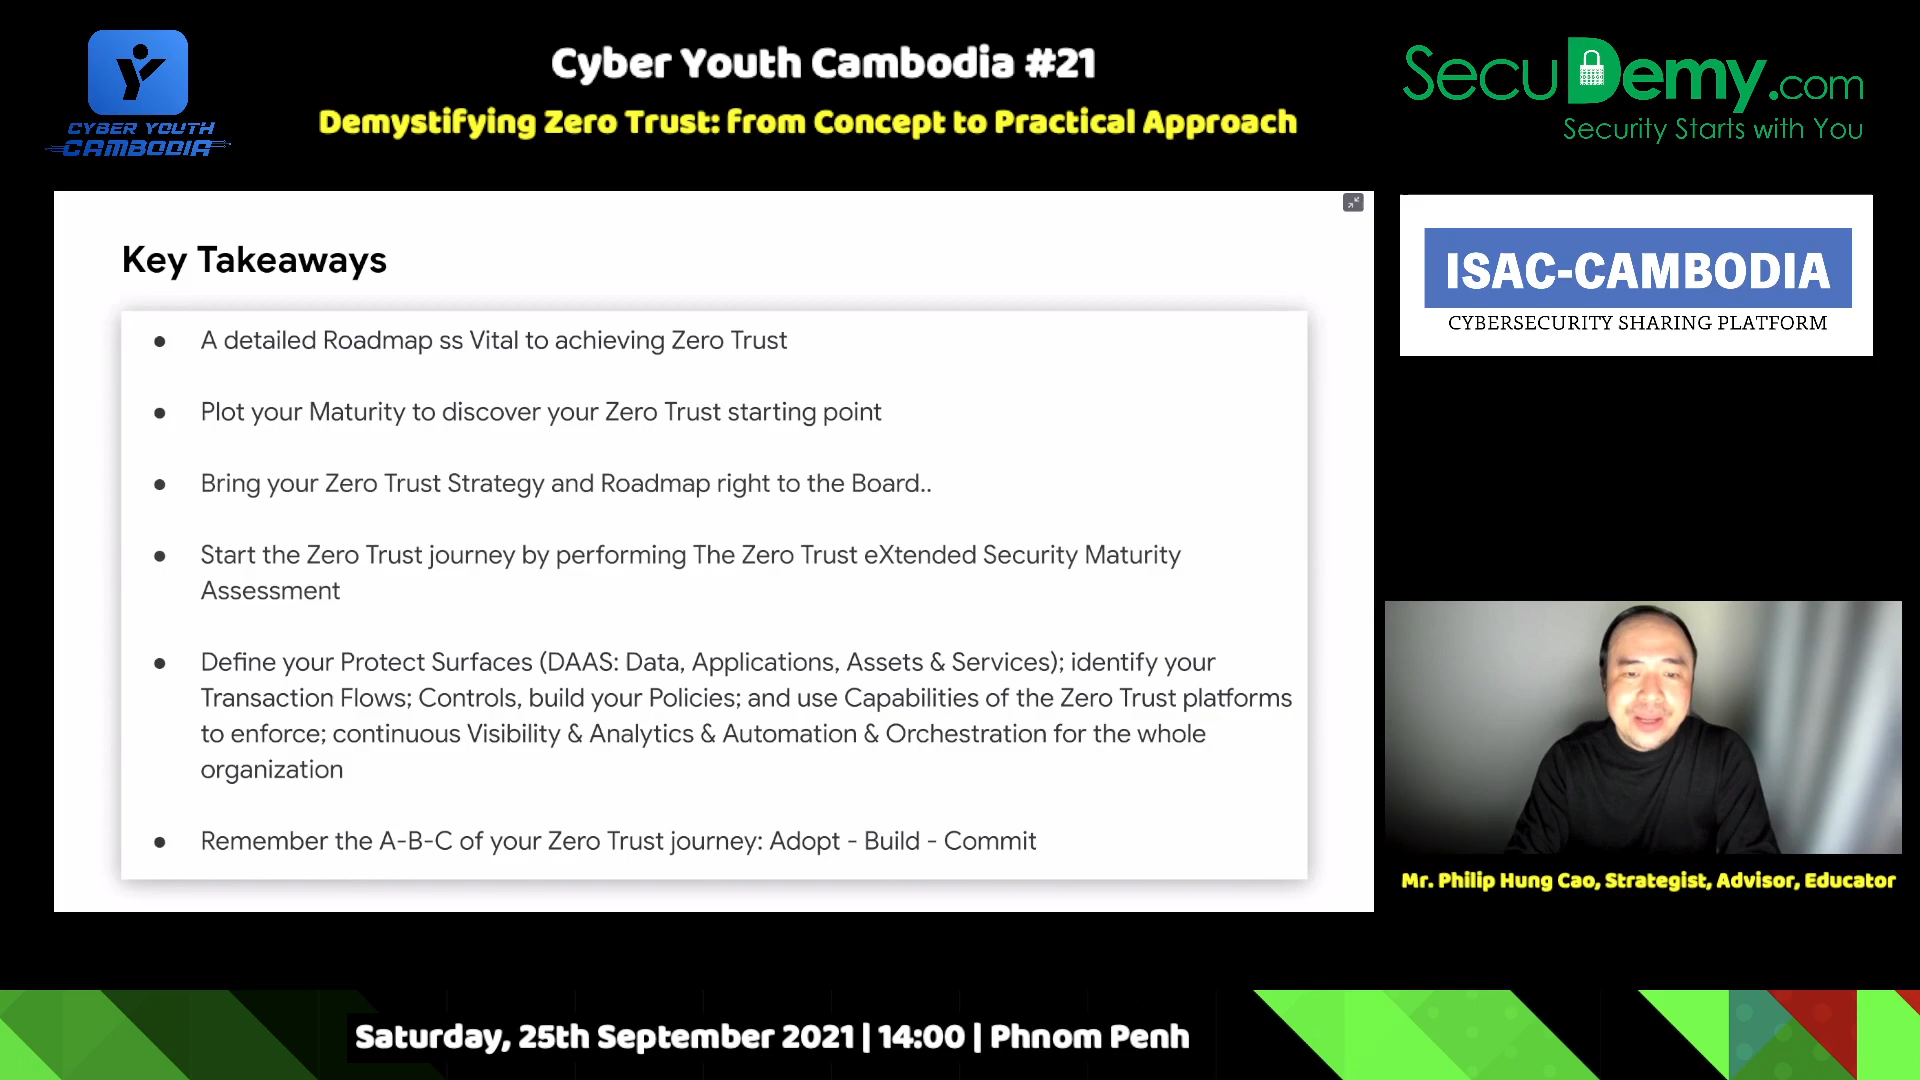 Cyber Youth Cambodia #21
Demystifying Zero Trust: from Concept to Practical Approach
CYBER YOUTH
CAMBODIA
SecuDemy.com
Security Starts with You
Key Takeaways
● A detailed Roadmap ss Vital to achieving Zero Trust
● Plot your Maturity to discover your Zero Trust starting point
● Bring your Zero Trust Strategy and Roadmap right to the Board..
● Start the Zero Trust journey by performing The Zero Trust eXtended Security Maturity
Assessment
● Define your Protect Surfaces (DAAS: Data, Applications, Assets & Services); identify your
Transaction Flows; Controls, build your Policies; and use Capabilities of the Zero Trust platforms
to enforce; continuous Visibility & Analytics & Automation & Orchestration for the whole
organization
● Remember the A-B-C of your Zero Trust journey: Adopt - Build - Commit
ISAC-CAMBODIA
CYBERSECURITY SHARING PLATFORM
Mr. Philip Hung Cao, Strategist, Advisor, Educator
Saturday, 25th September 2021 | 14:00 | Phnom Penh